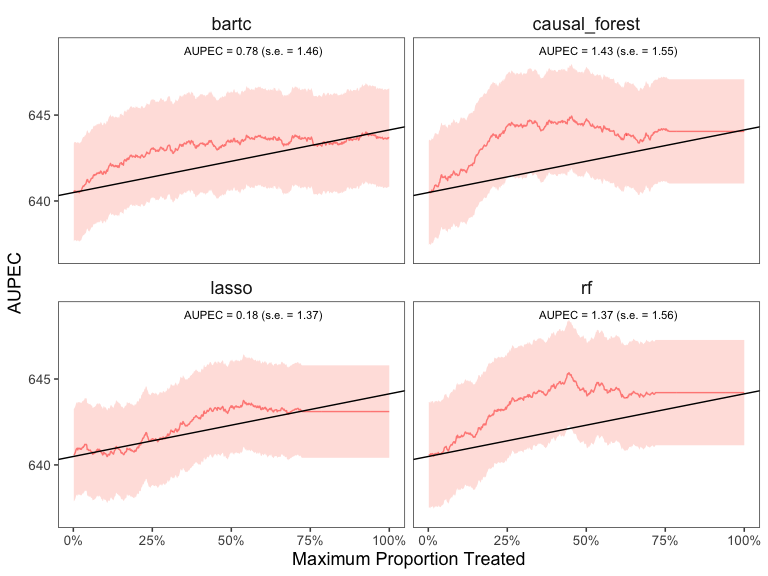 bartc
causal_forest
AUPEC = 0.78 (s.e. = 1.46)
AUPEC = 1.43 (s.e. = 1.55)
645
640
lasso
rf
AUPEC = 0.18 (s.e. = 1.37)
AUPEC = 1.37 (s.e. = 1.56)
645
640
AUPEC
0% 25% 50% 75% 100%
0% 25% 50% 75% 100%
Maximum Proportion Treated